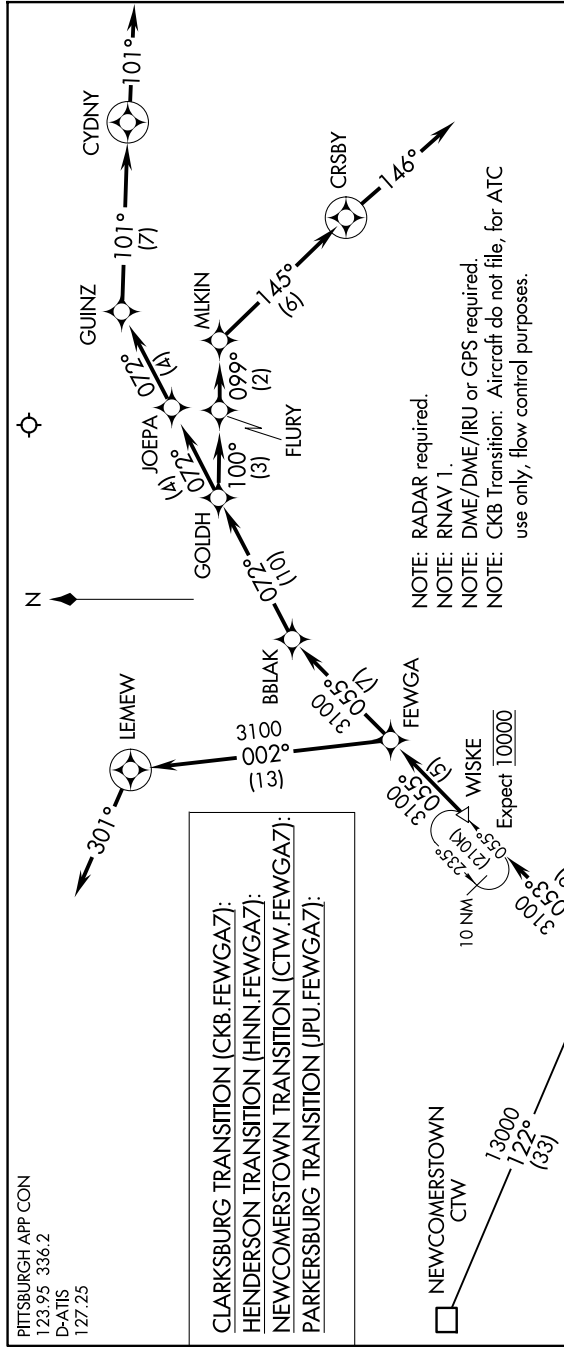 PITTSBURGH APP CON
123.95 336.2
D-ATIS
127.25
CLARKSBURG TRANSITION (CKB.FEWGA7):
HENDERSON TRANSITION (HNN.FEWGA7):
NEWCOMERSTOWN TRANSITION (CTW.FEWGA7):
PARKERSBURG TRANSITION (JPU.FEWGA7):
N
301°
LEMEW
3100
002°
(13)
GUINZ
101°
(7)
CYDNY
101°
072°
(4)
JOEPA
072°
(4)
GOLDH
100°
(3)
FLURY
099°
(2)
MLKIN
145°
(6)
CRSBY
146°
072°
(10)
BBLAK
3100
055°
(7)
FEWGA
3100
055°
(5)
WISKE
Expect 10000
055°
(210K)
235°
10 NM
3100
053°
NEWCOMERSTOWN
CTW
13000
122°
(33)
NOTE: RADAR required.
NOTE: RNAV 1.
NOTE: DME/DME/IRU or GPS required.
NOTE: CKB Transition: Aircraft do not file, for ATC
use only, flow control purposes.